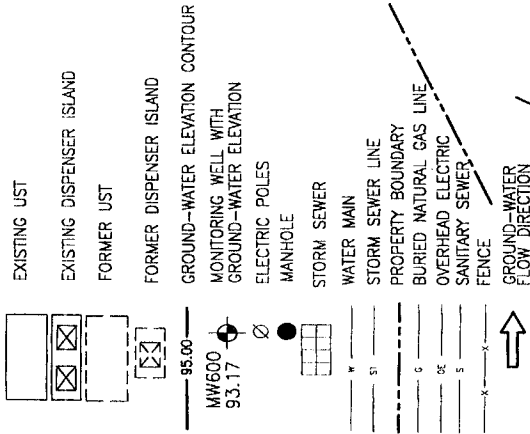 EXISTING UST
EXISTING DISPENSER ISLAND
FORMER UST
FORMER DISPENSER ISLAND
95.00 GROUND-WATER ELEVATION CONTOUR
MW600 MONITORING WELL WITH
93.17 GROUND-WATER ELEVATION
ELECTRIC POLES
MANHOLE
STORM SEWER
W WATER MAIN
ST STORM SEWER LINE
PROPERTY BOUNDARY
G BURIED NATURAL GAS LINE
OE OVERHEAD ELECTRIC
S SANITARY SEWER
X X FENCE
GROUND-WATER
FLOW DIRECTION